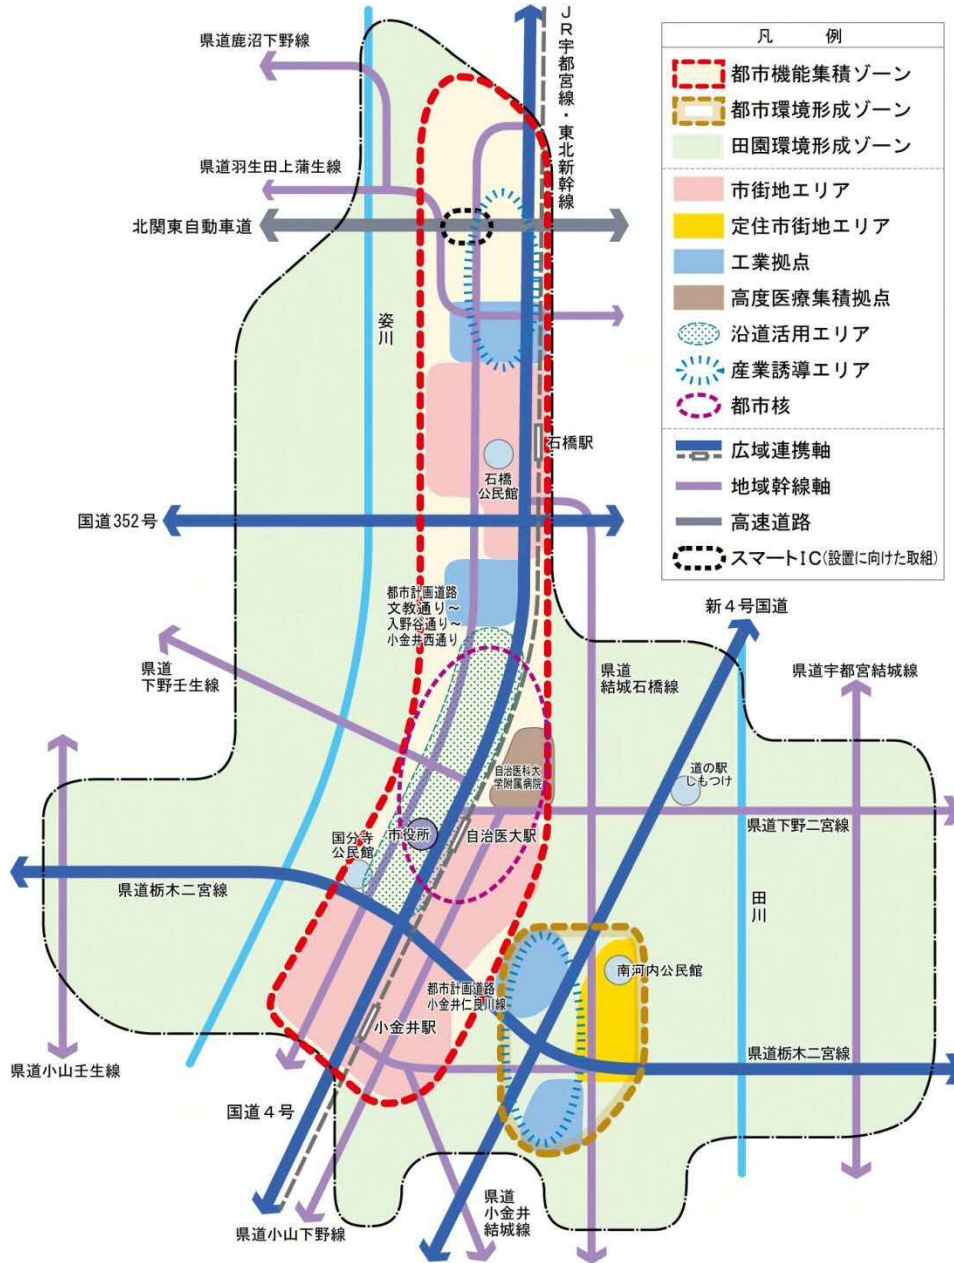 凡　例
都市機能集積ゾーン
都市環境形成ゾーン
田園環境形成ゾーン
市街地エリア
定住市街地エリア
工業拠点
高度医療集積拠点
沿道活用エリア
産業誘導エリア
都市核
広域連携軸
地域幹線軸
高速道路
スマートIC(設置に向けた取組)
JR宇都宮線・東北新幹線
県道鹿沼下野線
県道羽生田上蒲生線
北関東自動車道
姿川
石橋駅
石橋
公民館
国道352号
都市計画道路
文教通り～
入野谷通り～
小金井西通り
新4号国道
県道
下野壬生線
県道
結城石橋線
県道宇都宮結城線
自治医科大
学附属病院
道の駅
しもつけ
国分寺
公民館
市役所
自治医大駅
県道下野二宮線
県道栃木二宮線
田川
南河内公民館
都市計画道路
小金井仁良川線
小金井駅
県道栃木二宮線
県道小山壬生線
国道4号
県道小山下野線
県道
小金井
結城線